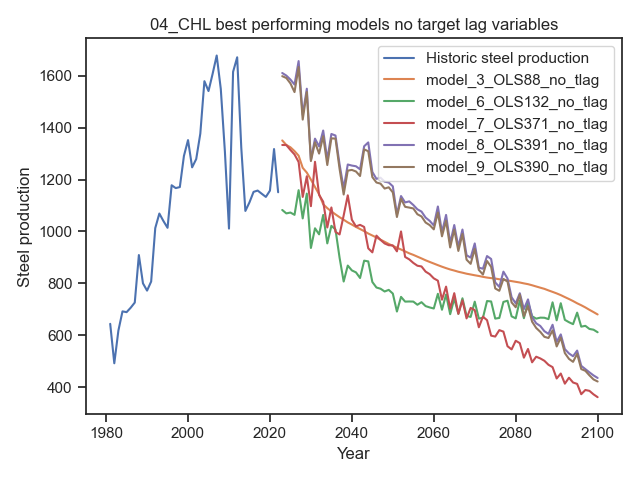 04_CHL best performing models no target lag variables
Historic steel production
model_3_OLS88_no_tlag
model_6_OLS132_no_tlag
model_7_OLS371_no_tlag
model_8_OLS391_no_tlag
model_9_OLS390_no_tlag
Steel production
1600
1400
1200
1000
800
600
400
1980 2000 2020 2040 2060 2080 2100
Year